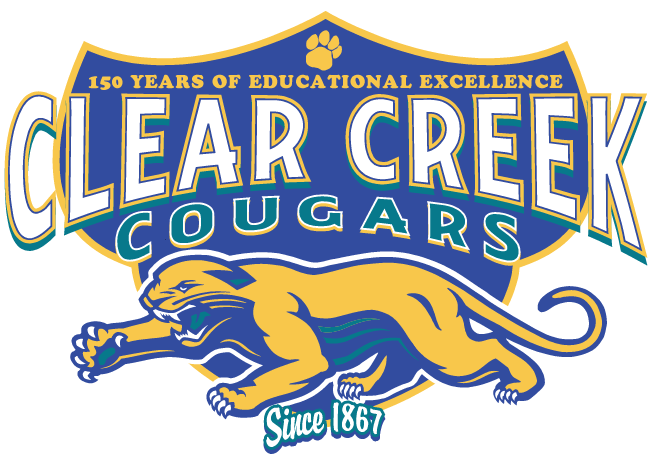 150 YEARS OF EDUCATIONAL EXCELLENCE
CLEAR CREEK
COUGARS
Since 1867